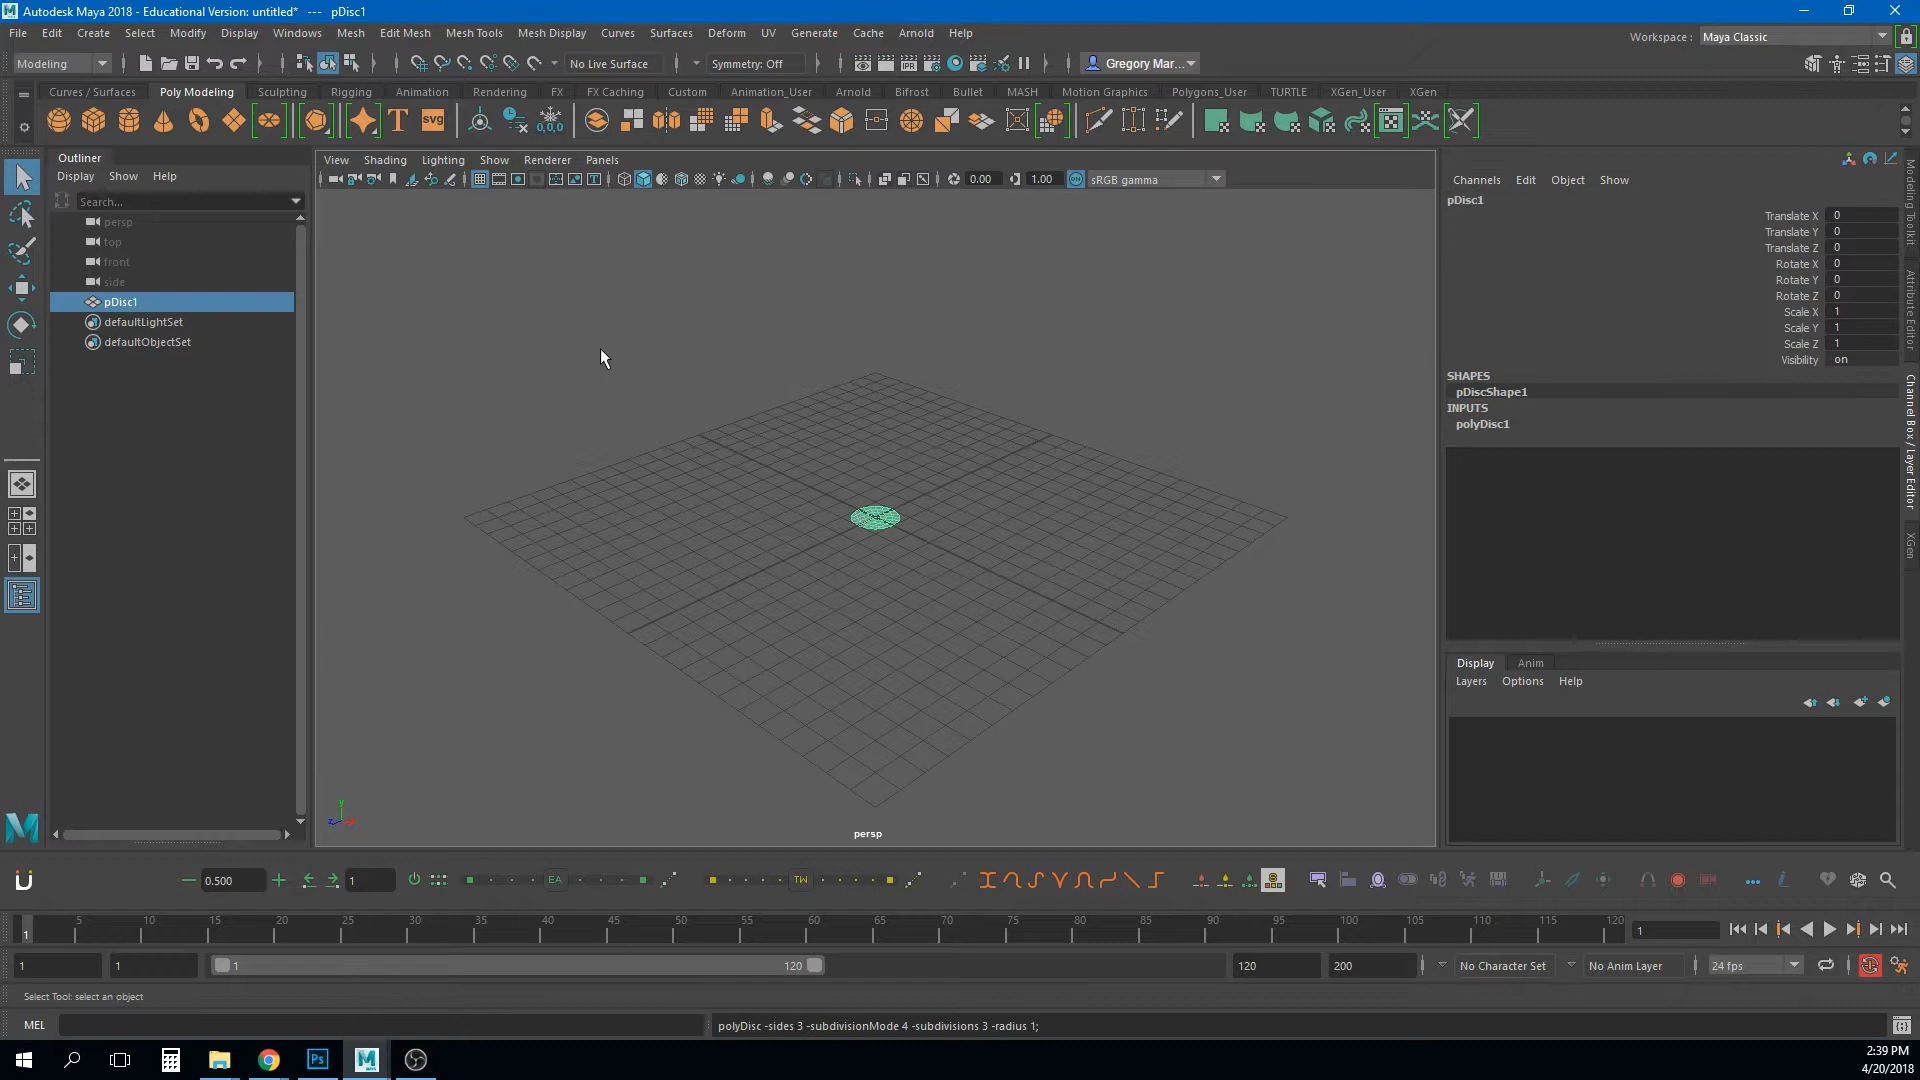 Autodesk Maya 2018 - Educational Version: untitled* --- pDisc1
File Edit Create Select Modify Display Windows Mesh Edit Mesh Mesh Tools Mesh Display Curves Surfaces Deform UV Generate Cache Arnold Help
Workspace : Maya Classic
Modeling No Live Surface Symmetry: Off Gregory Mar...
Curves / Surfaces Poly Modeling Sculpting Rigging Animation Rendering FX FX Caching Custom Animation_User Arnold Bifrost Bullet MASH Motion Graphics Polygons_User TURTLE XGen_User XGen
T svg 0,0,0
Outliner
Display Show Help
Search...
persp
top
front
side
pDisc1
defaultLightSet
defaultObjectSet
View Shading Lighting Show Renderer Panels
0.00 1.00 sRGB gamma
persp
Channels Edit Object Show
pDisc1
Translate X 0
Translate Y 0
Translate Z 0
Rotate X 0
Rotate Y 0
Rotate Z 0
Scale X 1
Scale Y 1
Scale Z 1
Visibility on
SHAPES
pDiscShape1
INPUTS
polyDisc1
Display Anim
Layers Options Help
Modeling Toolkit
Attribute Editor
Channel Box / Layer Editor
XGen
0.500 1 EA TW
5 10 15 20 25 30 35 40 45 50 55 60 65 70 75 80 85 90 95 100 105 110 115 120
1 1
1 1 1 120 120 200 No Character Set No Anim Layer 24 fps
Select Tool: select an object
MEL polyDisc -sides 3 -subdivisionMode 4 -subdivisions 3 -radius 1;
Ps
2:39 PM
4/20/2018